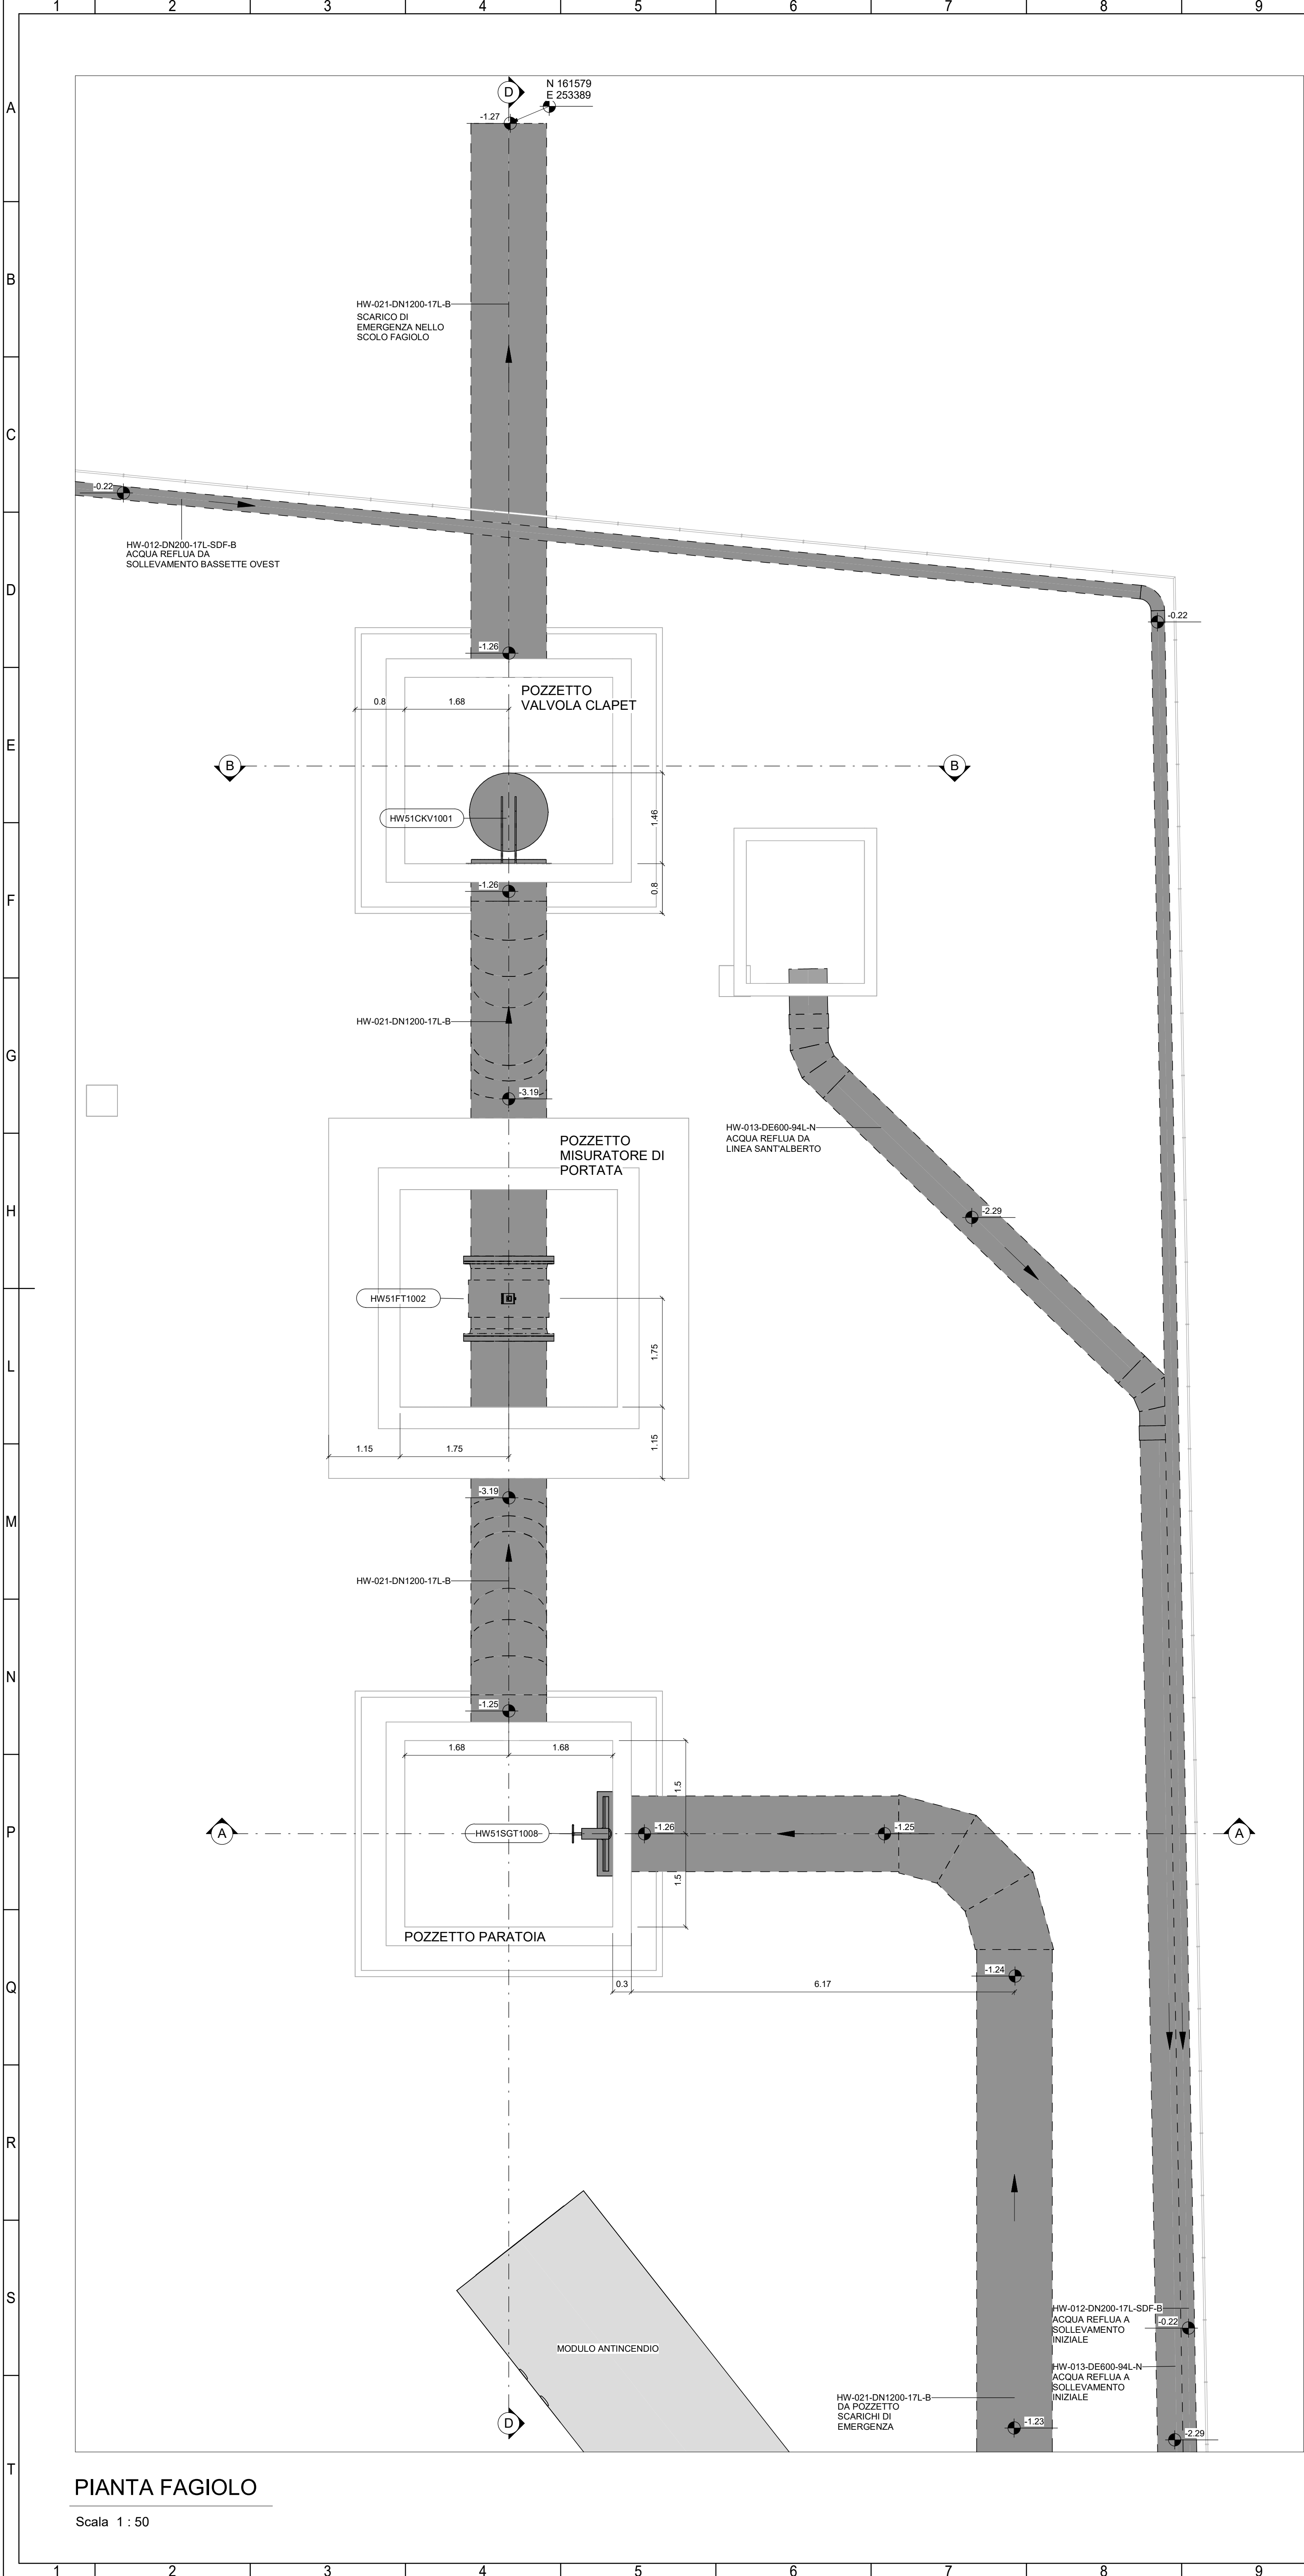 1 2 3 4 5 6 7 8 9
A
D
N 161579
E 253389
-1.27
B
HW-021-DN1200-17L-B
SCARICO DI
EMERGENZA NELLO
SCOLO FAGIOLO
C
-0.22
HW-012-DN200-17L-SDF-B
ACQUA REFLUA DA
SOLLEVAMENTO BASSETTE OVEST
D
-0.22
-1.26
POZZETTO
VALVOLA CLAPET
0.8
1.68
E
B
B
HW51CKV1001
1.46
-1.26
0.8
F
HW-021-DN1200-17L-B
G
-3.19
HW-013-DE600-94L-N
ACQUA REFLUA DA
LINEA SANT'ALBERTO
POZZETTO
MISURATORE DI
PORTATA
H
-2.29
HW51FT1002
1.75
L
1.15
1.75
1.15
-3.19
M
HW-021-DN1200-17L-B
N
-1.25
1.68
1.68
1.5
P
A
HW51SGT1008
-1.26
-1.25
A
1.5
POZZETTO PARATOIA
Q
-1.24
0.3
6.17
R
S
HW-012-DN200-17L-SDF-B
ACQUA REFLUA A
SOLLEVAMENTO
INIZIALE
-0.22
MODULO ANTINCENDIO
HW-013-DE600-94L-N
ACQUA REFLUA A
SOLLEVAMENTO
INIZIALE
HW-021-DN1200-17L-B
DA POZZETTO
SCARICHI DI
EMERGENZA
D
-1.23
-2.29
T
PIANTA FAGIOLO
Scala 1 : 50
1 2 3 4 5 6 7 8 9